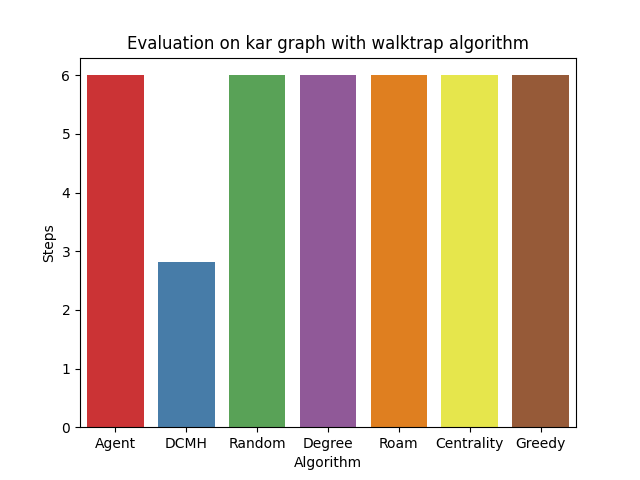 Evaluation on kar graph with walktrap algorithm
6
5
4
3
2
1
0
Steps
Agent DCMH Random Degree Roam Centrality Greedy
Algorithm